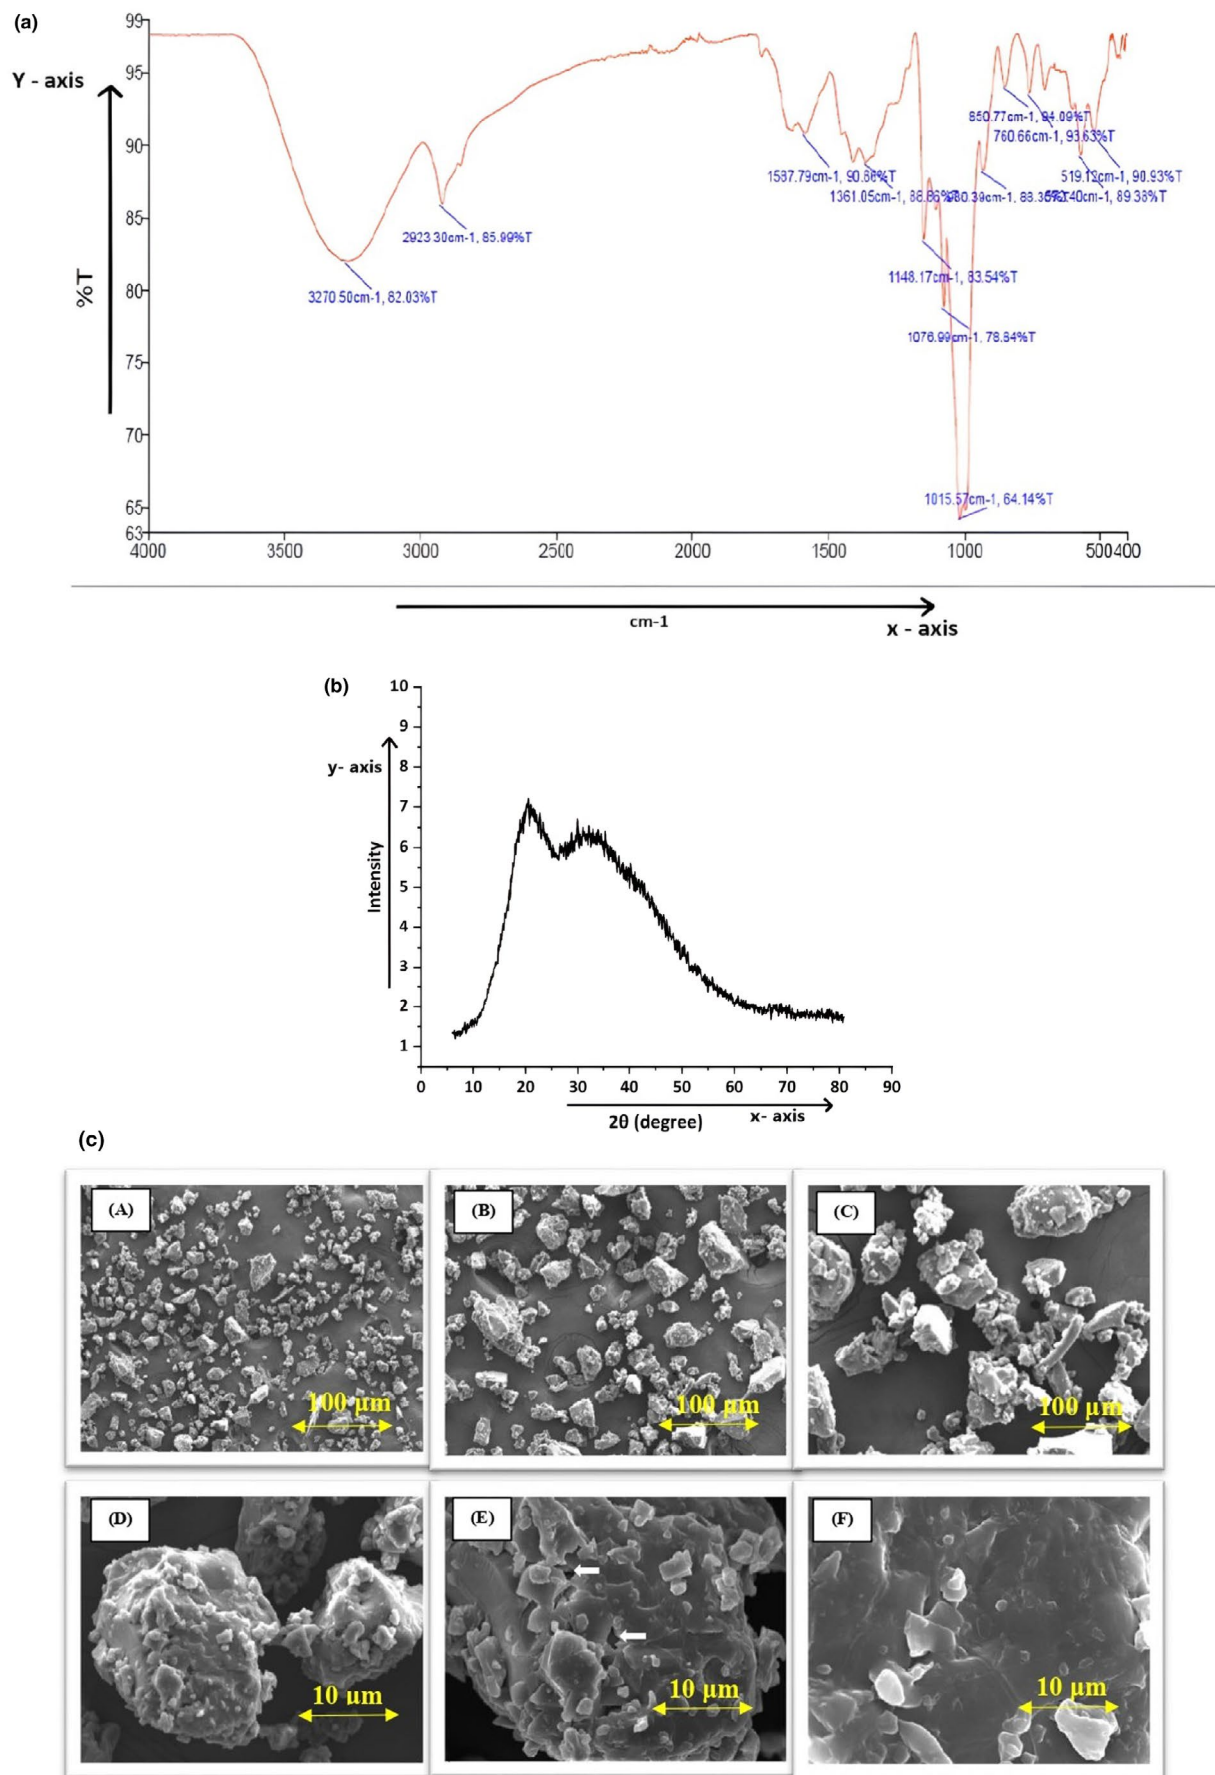 (a)
Y - axis
%T
99
95
90
85
80
75
70
65
63
4000 3500 3000 2500 2000 1500 1000 500400
3270.50cm-1, 82.03%T
2923.30cm-1, 85.99%T
1587.79cm-1, 90.86%T
1361.05cm-1, 88.66%T
1148.17cm-1, 83.54%T
1076.99cm-1, 78.84%T
1015.57cm-1, 64.14%T
850.77cm-1, 94.09%T
760.66cm-1, 93.63%T
519.12cm-1, 90.93%T
cm-1
x - axis
(b)
y- axis
Intensity
10
9
8
7
6
5
4
3
2
1
0 10 20 30 40 50 60 70 80 90
2θ (degree)
x- axis
(c)
(A)
100 µm
(B)
100 µm
(C)
100 µm
(D)
10 µm
(E)
10 µm
(F)
10 µm